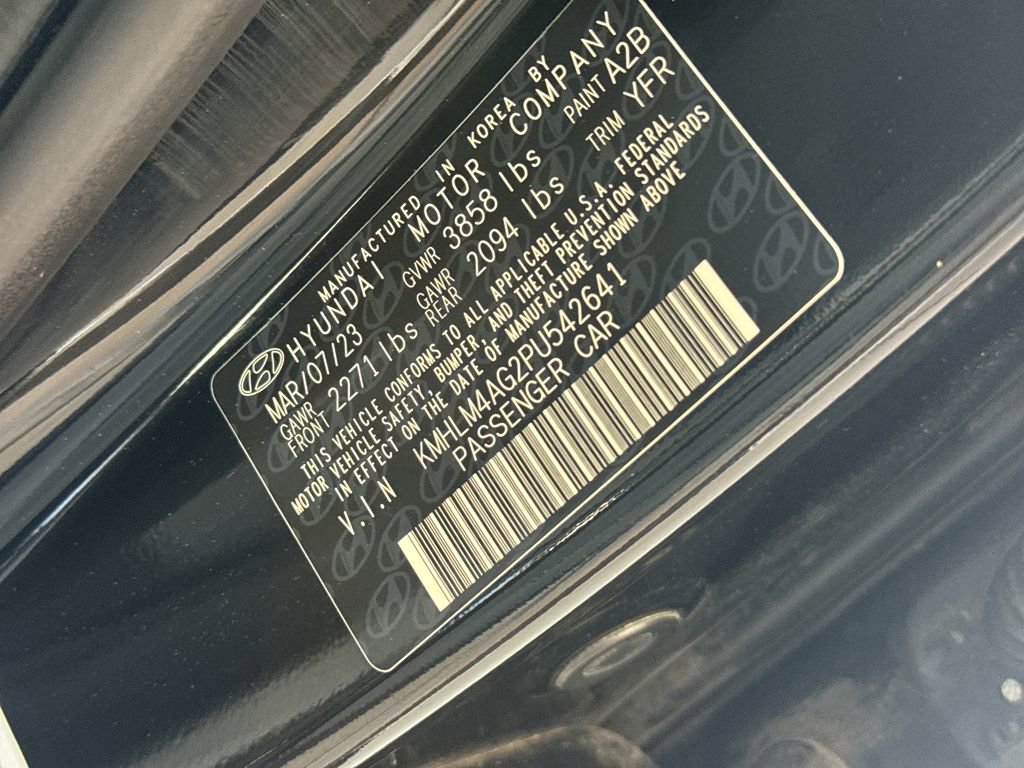 MANUFACTURED IN KOREA BY
HYUNDAI MOTOR COMPANY
MAR/07/23 GVWR 3858 lbs PAINT A2B
GAWR FRONT 2271 lbs GAWR REAR 2094 lbs TRIM YFR
THIS VEHICLE CONFORMS TO ALL APPLICABLE U.S.A. FEDERAL
MOTOR VEHICLE SAFETY, BUMPER, AND THEFT PREVENTION STANDARDS
IN EFFECT ON THE DATE OF MANUFACTURE SHOWN ABOVE
V.I.N KMHLM4AG2PU542641
PASSENGER CAR